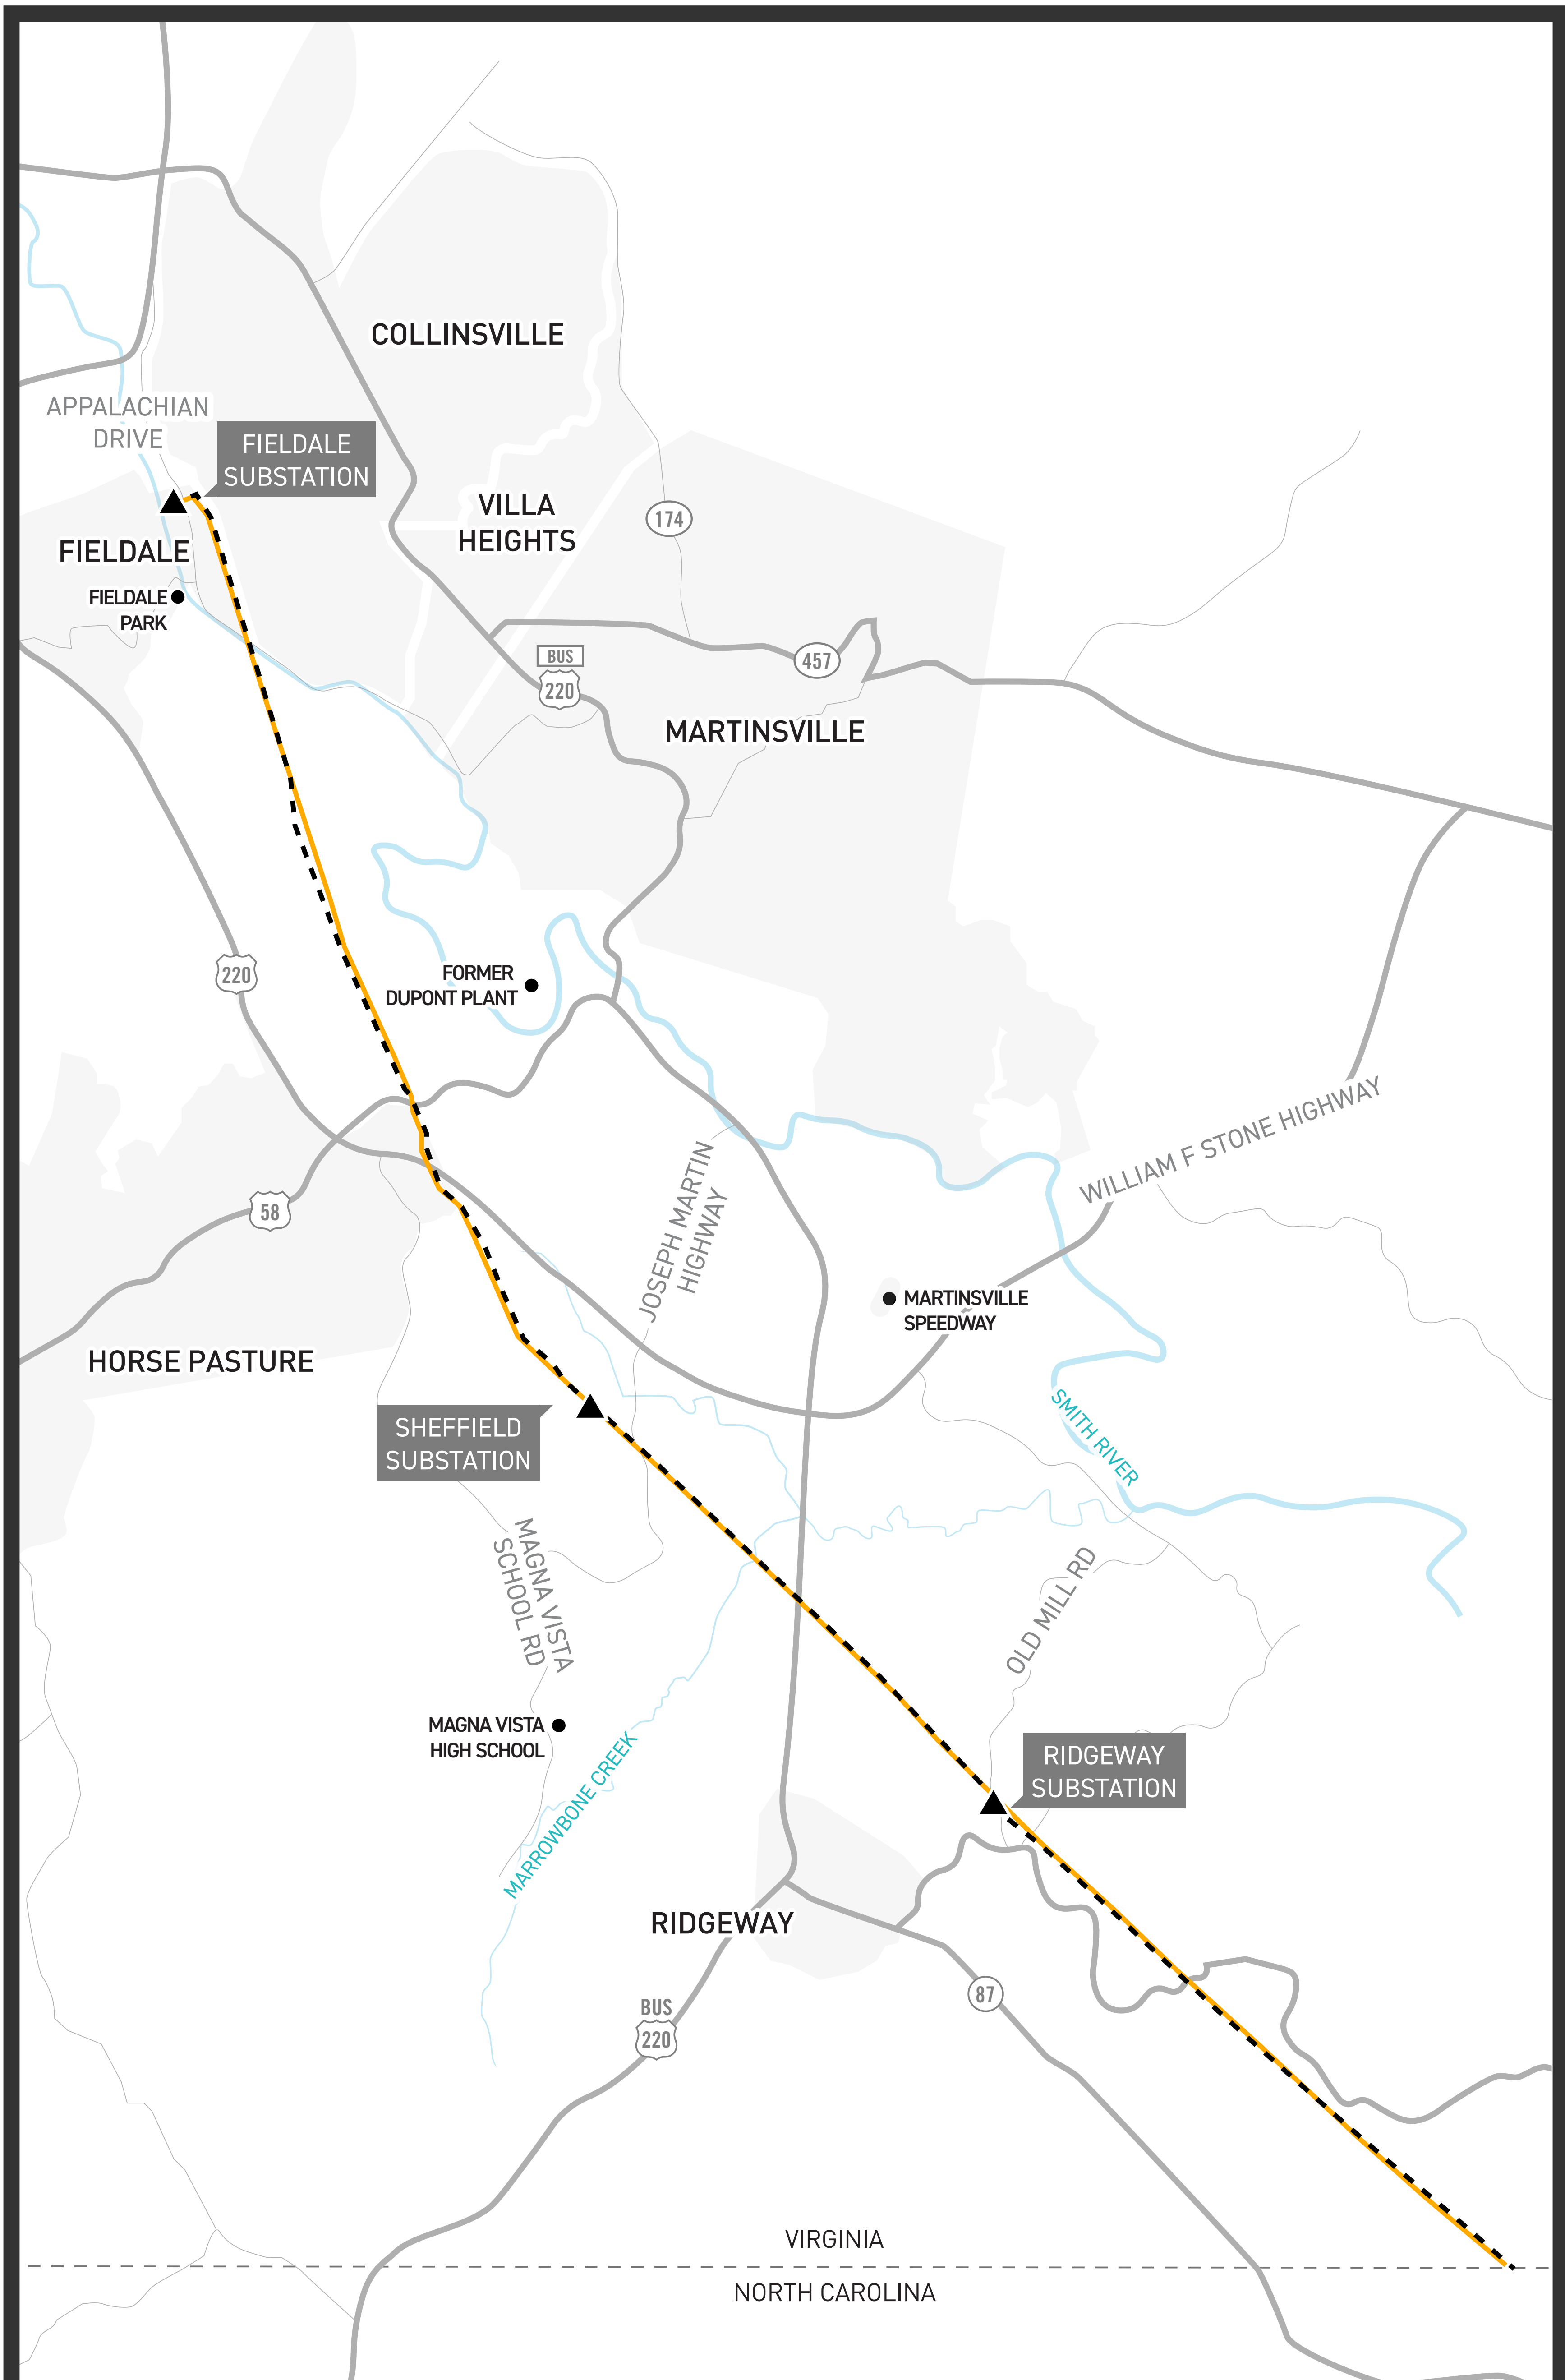 COLLINSVILLE
APPALACHIAN
DRIVE
FIELDALE
SUBSTATION
VILLA
HEIGHTS
174
FIELDALE
FIELDALE
PARK
BUS
220
457
MARTINSVILLE
220
FORMER
DUPONT PLANT
WILLIAM F STONE HIGHWAY
58
JOSEPH MARTIN
HIGHWAY
MARTINSVILLE
SPEEDWAY
HORSE PASTURE
SHEFFIELD
SUBSTATION
SMITH RIVER
MAGNA VISTA
SCHOOL RD
OLD MILL RD
MAGNA VISTA
HIGH SCHOOL
MARROWBONE CREEK
RIDGEWAY
SUBSTATION
RIDGEWAY
87
BUS
220
VIRGINIA
NORTH CAROLINA